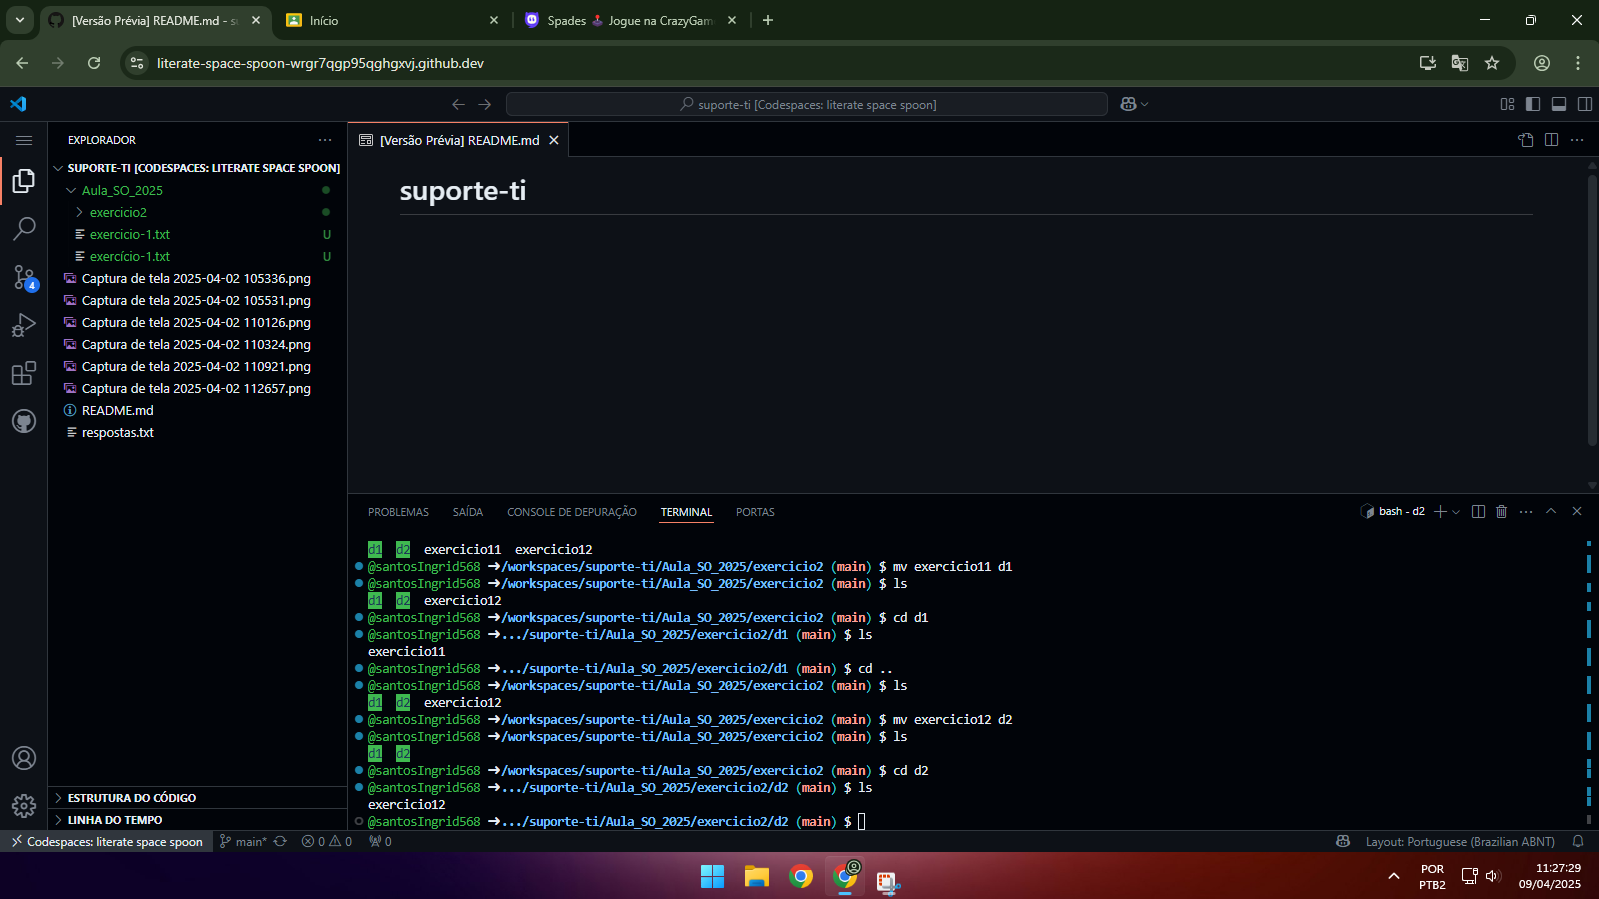 [Versão Prévia] README.md - su
Início
Spades Jogue na CrazyGam
literate-space-spoon-wrgr7qgp95qghgxvj.github.dev
suporte-ti [Codespaces: literate space spoon]
EXPLORADOR
[Versão Prévia] README.md
SUPORTE-TI [CODESPACES: LITERATE SPACE SPOON]
Aula_SO_2025
exercicio2
exercicio-1.txt U
exercício-1.txt U
Captura de tela 2025-04-02 105336.png
Captura de tela 2025-04-02 105531.png
Captura de tela 2025-04-02 110126.png
Captura de tela 2025-04-02 110324.png
Captura de tela 2025-04-02 110921.png
Captura de tela 2025-04-02 112657.png
README.md
respostas.txt
4
ESTRUTURA DO CÓDIGO
LINHA DO TEMPO
suporte-ti
PROBLEMAS SAÍDA CONSOLE DE DEPURAÇÃO TERMINAL PORTAS
bash - d2
d1 d2 exercicio11 exercicio12
@santosIngrid568 ➜/workspaces/suporte-ti/Aula_SO_2025/exercicio2 (main) $ mv exercicio11 d1
@santosIngrid568 ➜/workspaces/suporte-ti/Aula_SO_2025/exercicio2 (main) $ ls
d1 d2 exercicio12
@santosIngrid568 ➜/workspaces/suporte-ti/Aula_SO_2025/exercicio2 (main) $ cd d1
@santosIngrid568 ➜.../suporte-ti/Aula_SO_2025/exercicio2/d1 (main) $ ls
exercicio11
@santosIngrid568 ➜.../suporte-ti/Aula_SO_2025/exercicio2/d1 (main) $ cd ..
@santosIngrid568 ➜/workspaces/suporte-ti/Aula_SO_2025/exercicio2 (main) $ ls
d1 d2 exercicio12
@santosIngrid568 ➜/workspaces/suporte-ti/Aula_SO_2025/exercicio2 (main) $ mv exercicio12 d2
@santosIngrid568 ➜/workspaces/suporte-ti/Aula_SO_2025/exercicio2 (main) $ ls
d1 d2
@santosIngrid568 ➜/workspaces/suporte-ti/Aula_SO_2025/exercicio2 (main) $ cd d2
@santosIngrid568 ➜.../suporte-ti/Aula_SO_2025/exercicio2/d2 (main) $ ls
exercicio12
@santosIngrid568 ➜.../suporte-ti/Aula_SO_2025/exercicio2/d2 (main) $
Codespaces: literate space spoon main* 0 0 0
Layout: Portuguese (Brazilian ABNT)
POR
PTB2
11:27:29
09/04/2025